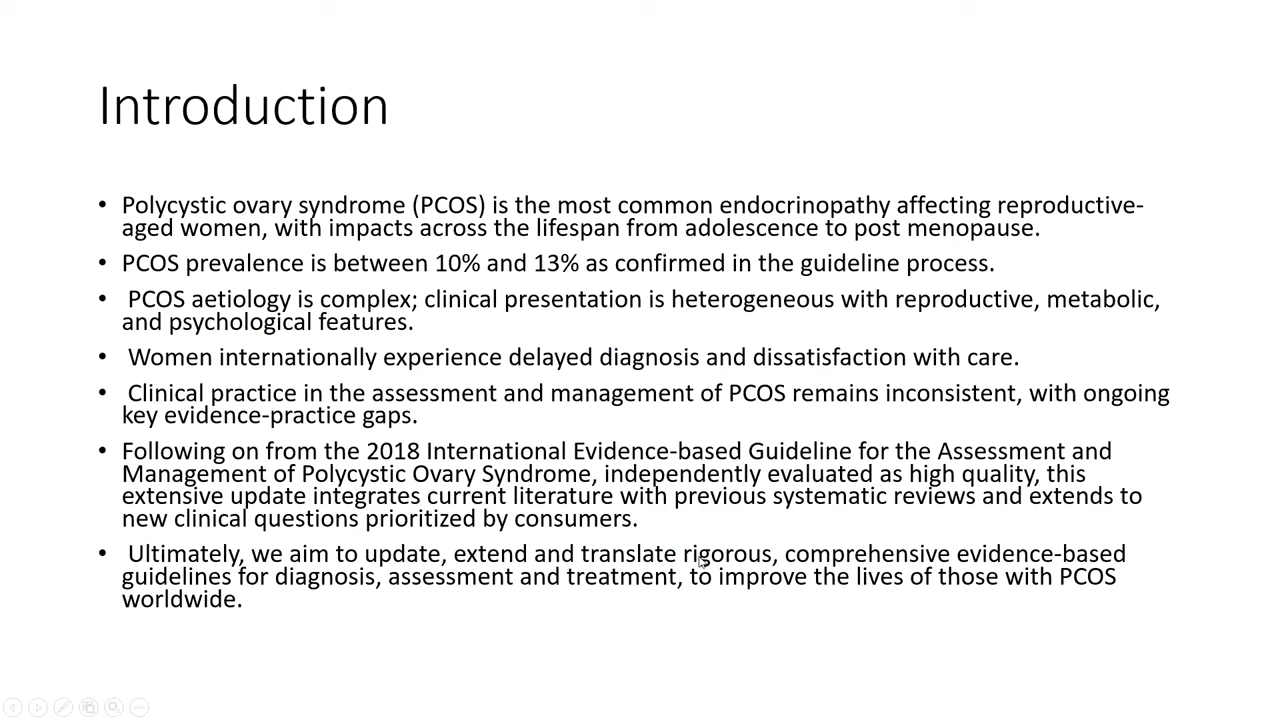 Introduction
• Polycystic ovary syndrome (PCOS) is the most common endocrinopathy affecting reproductive-
aged women, with impacts across the lifespan from adolescence to post menopause.
• PCOS prevalence is between 10% and 13% as confirmed in the guideline process.
• PCOS aetiology is complex; clinical presentation is heterogeneous with reproductive, metabolic,
and psychological features.
• Women internationally experience delayed diagnosis and dissatisfaction with care.
• Clinical practice in the assessment and management of PCOS remains inconsistent, with ongoing
key evidence-practice gaps.
• Following on from the 2018 International Evidence-based Guideline for the Assessment and
Management of Polycystic Ovary Syndrome, independently evaluated as high quality, this
extensive update integrates current literature with previous systematic reviews and extends to
new clinical questions prioritized by consumers.
• Ultimately, we aim to update, extend and translate rigorous, comprehensive evidence-based
guidelines for diagnosis, assessment and treatment, to improve the lives of those with PCOS
worldwide.